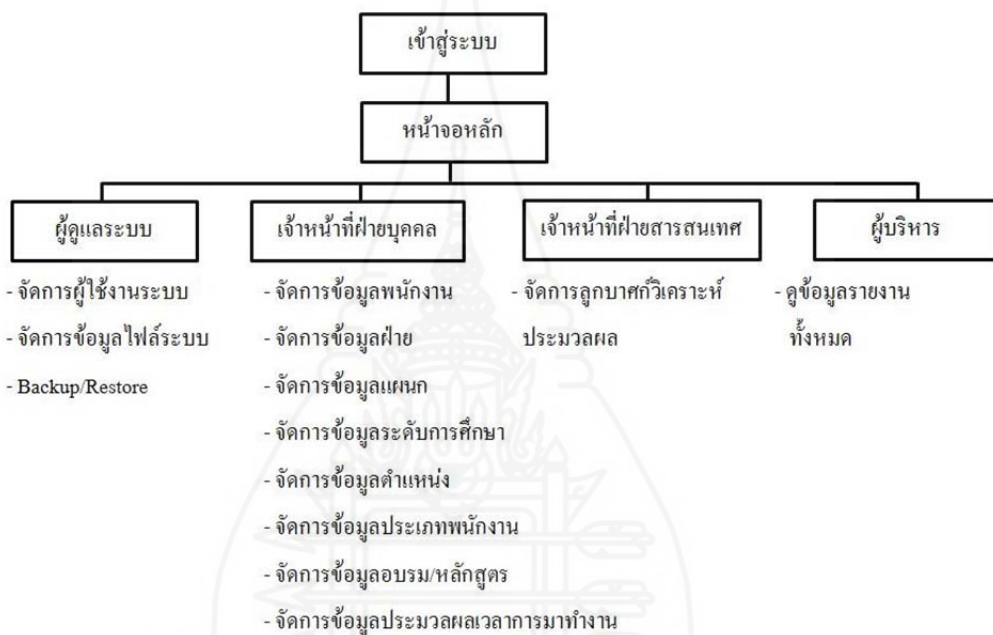 เข้าสู่ระบบ
หน้าจอหลัก
ผู้ดูแลระบบ
- จัดการผู้ใช้งานระบบ
- จัดการข้อมูลไฟล์ระบบ
- Backup/Restore
เจ้าหน้าที่ฝ่ายบุคคล
- จัดการข้อมูลพนักงาน
- จัดการข้อมูลฝ่าย
- จัดการข้อมูลแผนก
- จัดการข้อมูลระดับการศึกษา
- จัดการข้อมูลตำแหน่ง
- จัดการข้อมูลประเภทพนักงาน
- จัดการข้อมูลอบรม/หลักสูตร
- จัดการข้อมูลประมวลผลเวลาการมาทำงาน
เจ้าหน้าที่ฝ่ายสารสนเทศ
- จัดการลูกบาศก์วิเคราะห์
ประมวลผล
ผู้บริหาร
- ดูข้อมูลรายงาน
ทั้งหมด